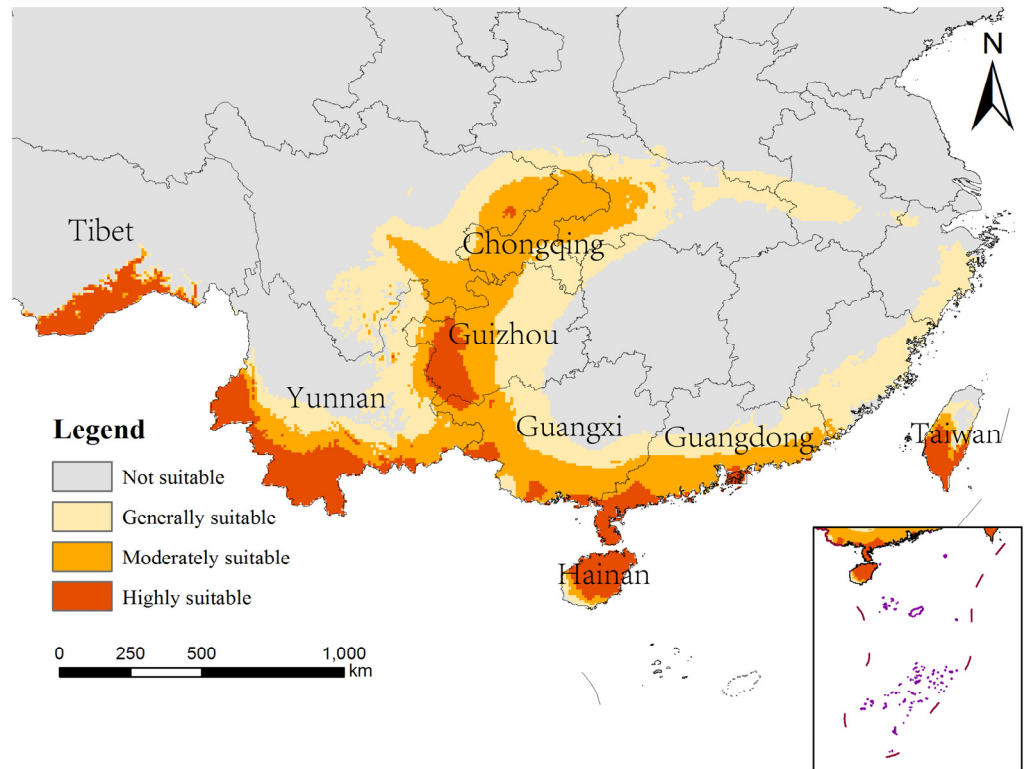 N
Tibet
Chongqing
Guizhou
Yunnan
Guangxi
Guangdong
Taiwan
Hainan
Legend
Not suitable
Generally suitable
Moderately suitable
Highly suitable
0 250 500 1,000
km